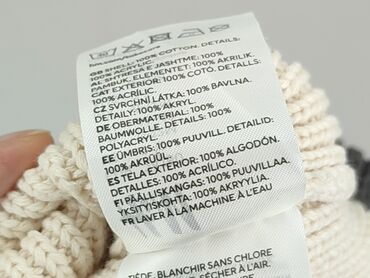 GB SHELL: 100% COTTON. DETAILS:
100% ACRYLIC.
AL SHTRESA E JASHTME: 100%
PAMBUK. ELEMENTET: 100% AKRILIK.
CAT EXTERIOR: 100% COTÓ. DETALLS:
100% ACRÍLIC.
CZ SVRCHNÍ LÁTKA: 100% BAVLNA.
DETAILY: 100% AKRYL.
DE OBERMATERIAL: 100%
BAUMWOLLE. DETAILS: 100%
POLYACRYL.
EE ÜMBRIS: 100% PUUVILL. DETAILID:
100% AKRÜÜL.
ES TELA EXTERIOR: 100% ALGODÓN.
DETALLES: 100% ACRÍLICO.
FI PÄÄLLISKANGAS: 100% PUUVILLAA.
YKSITYISKOHTA: 100% AKRYYLIA
FR LAVER À LA MACHINE À L'EAU
TIÈDE. BLANCHIR SANS CHLORE
SÉCHER À L'AIR.